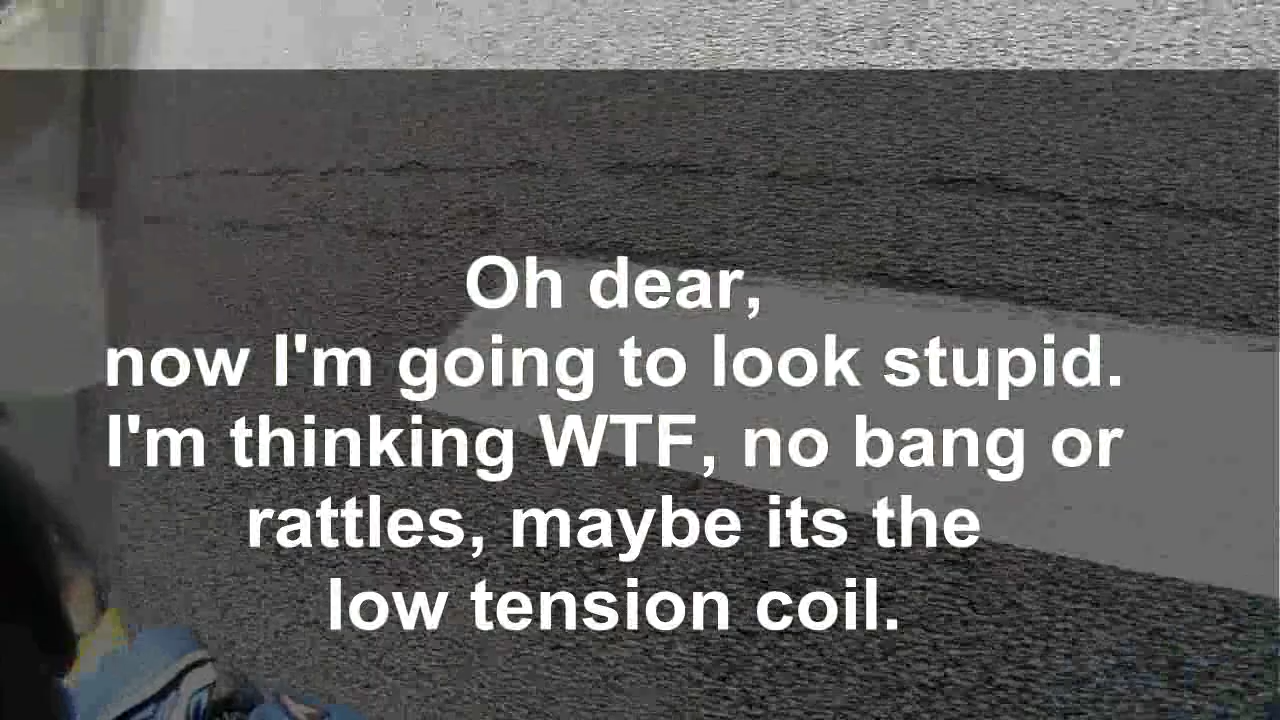 Oh dear,
now I'm going to look stupid.
I'm thinking WTF, no bang or
rattles, maybe its the
low tension coil.